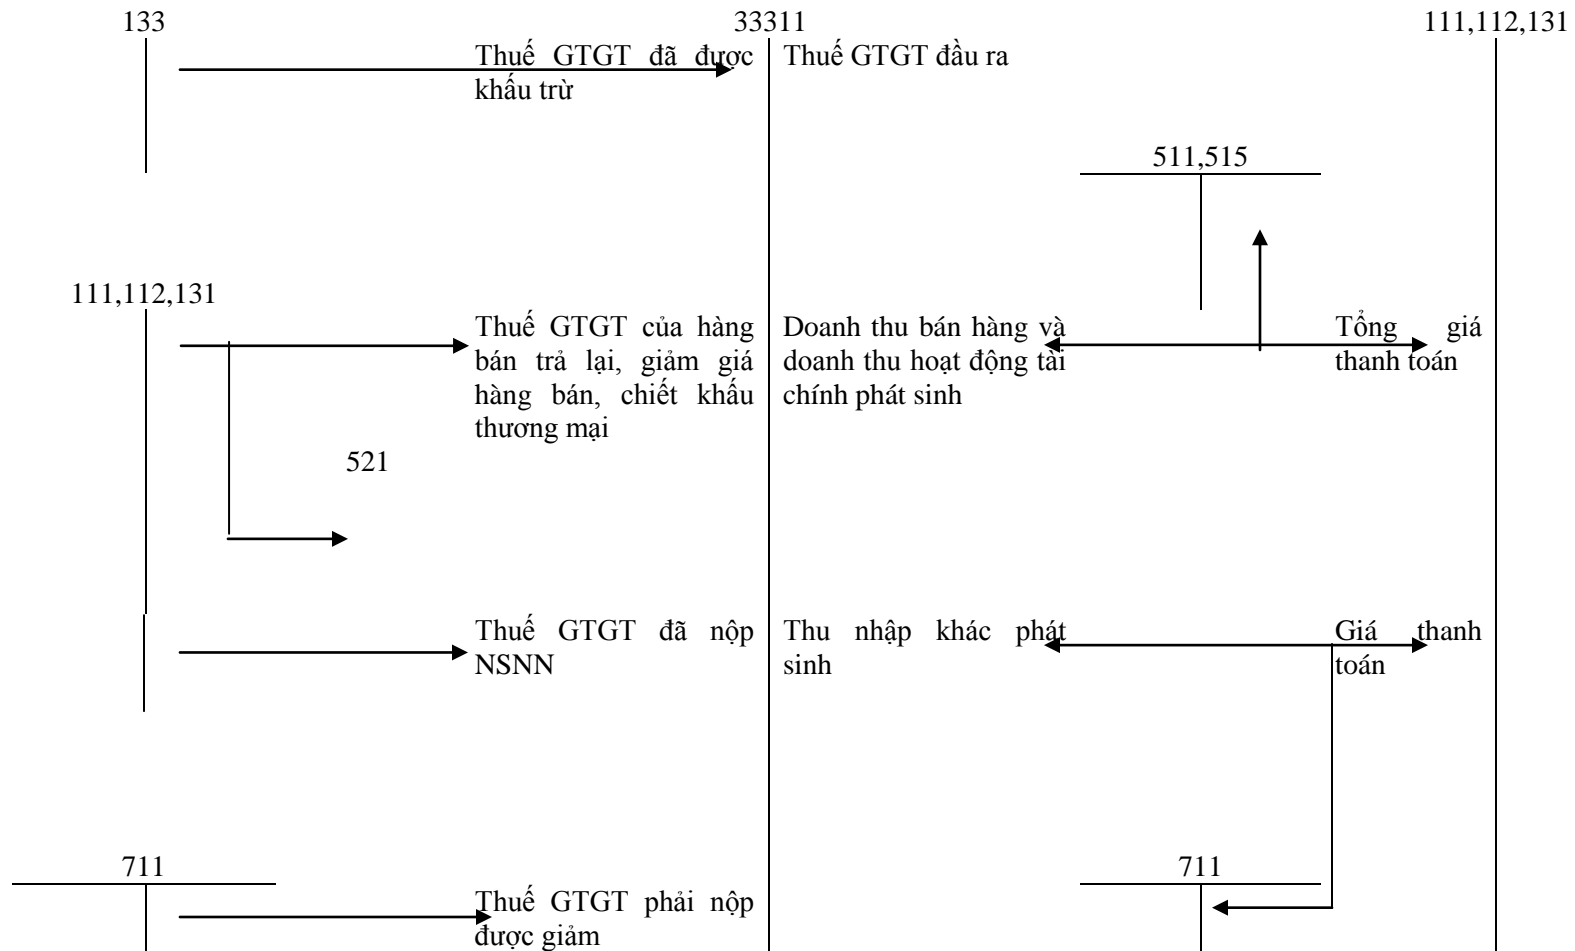 133
33311
111,112,131
Thuế GTGT đã được
khấu trừ
Thuế GTGT đầu ra
511,515
111,112,131
Thuế GTGT của hàng
bán trả lại, giảm giá
hàng bán, chiết khấu
thương mại
Doanh thu bán hàng và
doanh thu hoạt động tài
chính phát sinh
Tổng giá
thanh toán
521
Thuế GTGT đã nộp
NSNN
Thu nhập khác phát
sinh
Giá thanh
toán
711
711
Thuế GTGT phải nộp
được giảm